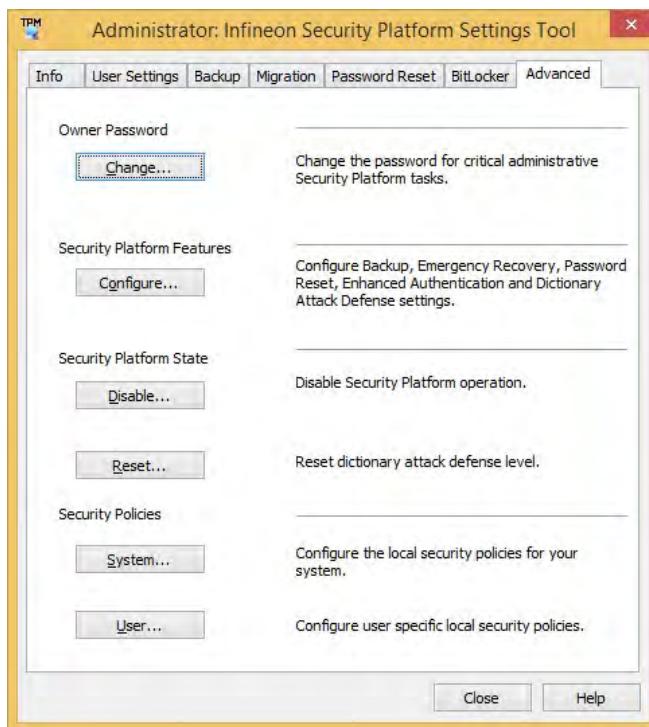 TPM
Administrator: Infineon Security Platform Settings Tool
Info
User Settings
Backup
Migration
Password Reset
BitLocker
Advanced
Owner Password
Change...
Change the password for critical administrative
Security Platform tasks.
Security Platform Features
Configure...
Configure Backup, Emergency Recovery, Password
Reset, Enhanced Authentication and Dictionary
Attack Defense settings.
Security Platform State
Disable...
Disable Security Platform operation.
Reset...
Reset dictionary attack defense level.
Security Policies
System...
Configure the local security policies for your
system.
User...
Configure user specific local security policies.
Close
Help